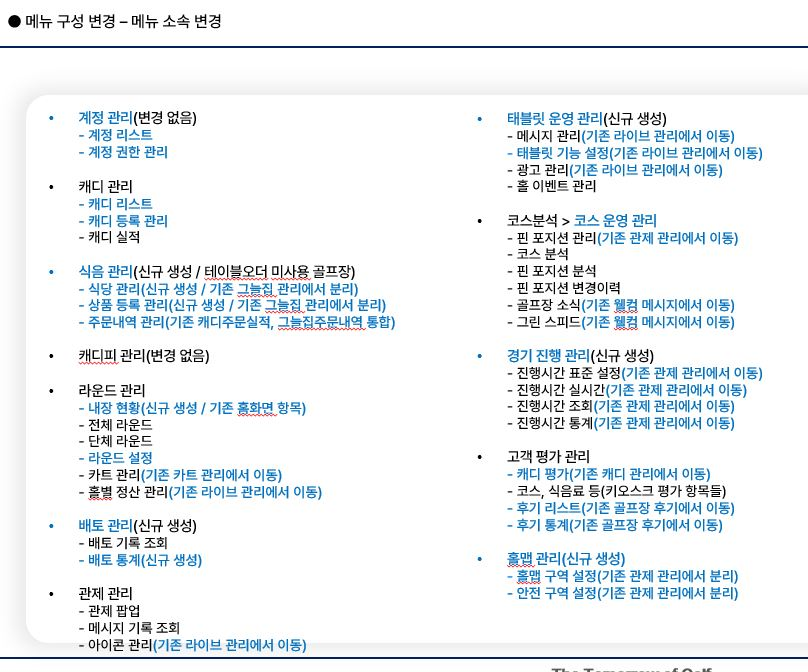 ● 메뉴 구성 변경 – 메뉴 소속 변경
• 계정 관리(변경 없음)
- 계정 리스트
- 계정 권한 관리
• 캐디 관리
- 캐디 리스트
- 캐디 등록 관리
- 캐디 실적
• 식음 관리(신규 생성 / 테이블오더 미사용 골프장)
- 식당 관리(신규 생성 / 기존 그늘집 관리에서 분리)
- 상품 등록 관리(신규 생성 / 기존 그늘집 관리에서 분리)
- 주문내역 관리(기존 캐디주문실적, 그늘집주문내역 통합)
• 캐디피 관리(변경 없음)
• 라운드 관리
- 내장 현황(신규 생성 / 기존 홈화면 항목)
- 전체 라운드
- 단체 라운드
- 라운드 설정
- 카트 관리(기존 카트 관리에서 이동)
- 홀별 정산 관리(기존 라이브 관리에서 이동)
• 배토 관리(신규 생성)
- 배토 기록 조회
- 배토 통계(신규 생성)
• 관제 관리
- 관제 팝업
- 메시지 기록 조회
- 아이콘 관리(기존 라이브 관리에서 이동)
• 태블릿 운영 관리(신규 생성)
- 메시지 관리(기존 라이브 관리에서 이동)
- 태블릿 기능 설정(기존 라이브 관리에서 이동)
- 광고 관리(기존 라이브 관리에서 이동)
- 홀 이벤트 관리
• 코스분석 > 코스 운영 관리
- 핀 포지션 관리(기존 관제 관리에서 이동)
- 코스 분석
- 핀 포지션 분석
- 핀 포지션 변경이력
- 골프장 소식(기존 웰컴 메시지에서 이동)
- 그린 스피드(기존 웰컴 메시지에서 이동)
• 경기 진행 관리(신규 생성)
- 진행시간 표준 설정(기존 관제 관리에서 이동)
- 진행시간 실시간(기존 관제 관리에서 이동)
- 진행시간 조회(기존 관제 관리에서 이동)
- 진행시간 통계(기존 관제 관리에서 이동)
• 고객 평가 관리
- 캐디 평가(기존 캐디 관리에서 이동)
- 코스, 식음료 등(키오스크 평가 항목들)
- 후기 리스트(기존 골프장 후기에서 이동)
- 후기 통계(기존 골프장 후기에서 이동)
• 홀맵 관리(신규 생성)
- 홀맵 구역 설정(기존 관제 관리에서 분리)
- 안전 구역 설정(기존 관제 관리에서 분리)
The Tomorrow of Golf